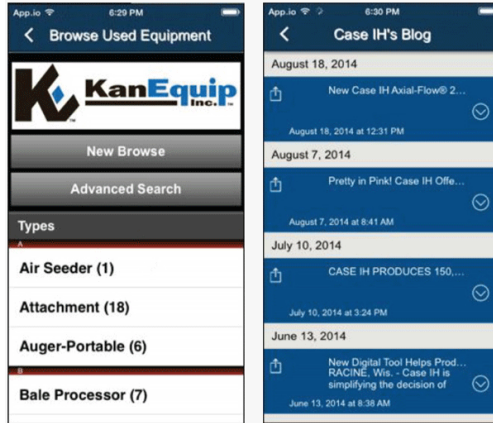 App.io 6:29 PM
Browse Used Equipment
KanEquip
Inc.
New Browse
Advanced Search
Types
A
Air Seeder (1)
Attachment (18)
Auger-Portable (6)
B
Bale Processor (7)
App.io 6:30 PM
Case IH's Blog
August 18, 2014
New Case IH Axial-Flow® 2...
August 18, 2014 at 12:31 PM
August 7, 2014
Pretty in Pink! Case IH Offe...
August 7, 2014 at 8:41 AM
July 10, 2014
CASE IH PRODUCES 150,...
July 10, 2014 at 3:24 PM
June 13, 2014
New Digital Tool Helps Prod...
RACINE, Wis. - Case IH is
simplifying the decision of
June 13, 2014 at 8:38 AM